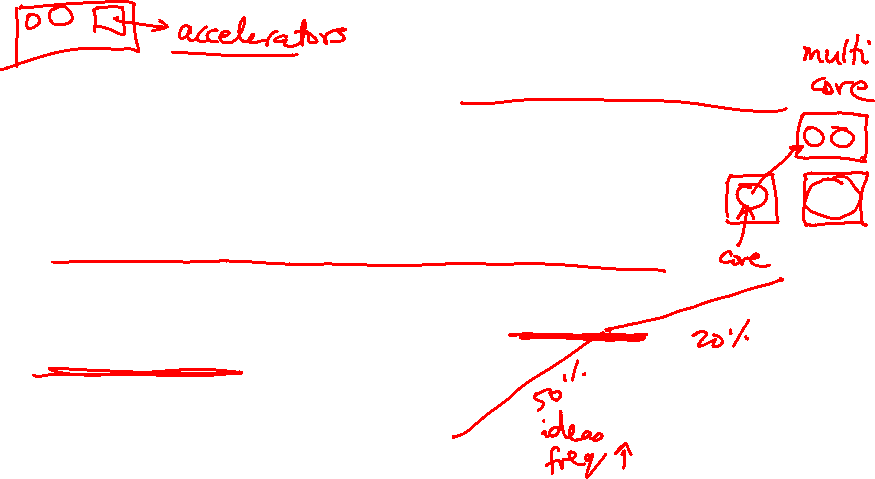 accelerators
multi
core
core
20%
50%
ideas
freq ↑